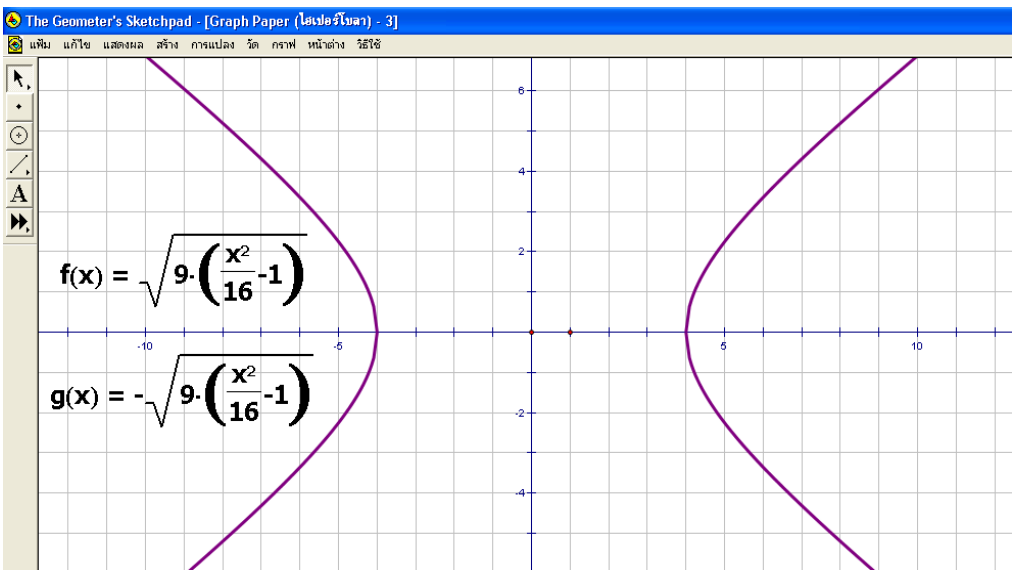 The Geometer's Sketchpad - [Graph Paper (ไฮเปอร์โบลา) - 3]
แฟ้ม แก้ไข แสดงผล สร้าง การแปลง วัด กราฟ หน้าต่าง วิธีใช้
A
6
4
2
f(x) = √9·(x²/16-1)
-10 -5 5 10
g(x) = -√9·(x²/16-1)
-2
-4